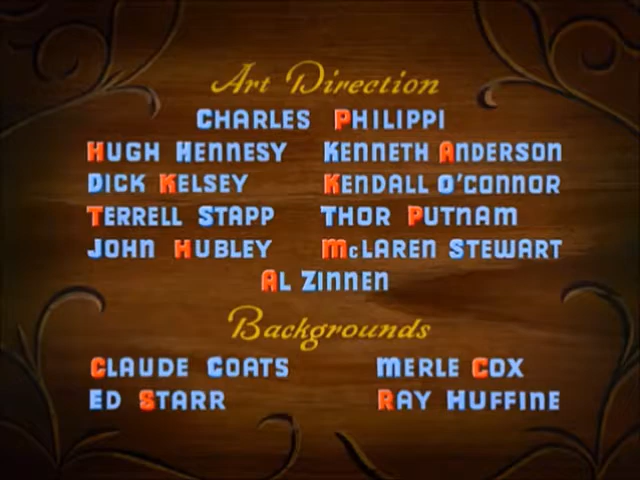 Art Direction
CHARLES PHILIPPI
HUGH HENNESY KENNETH ANDERSON
DICK KELSEY KENDALL O'CONNOR
TERRELL STAPP THOR PUTNAM
JOHN HUBLEY McLAREN STEWART
AL ZINNEN
Backgrounds
CLAUDE COATS MERLE COX
ED STARR RAY HUFFINE